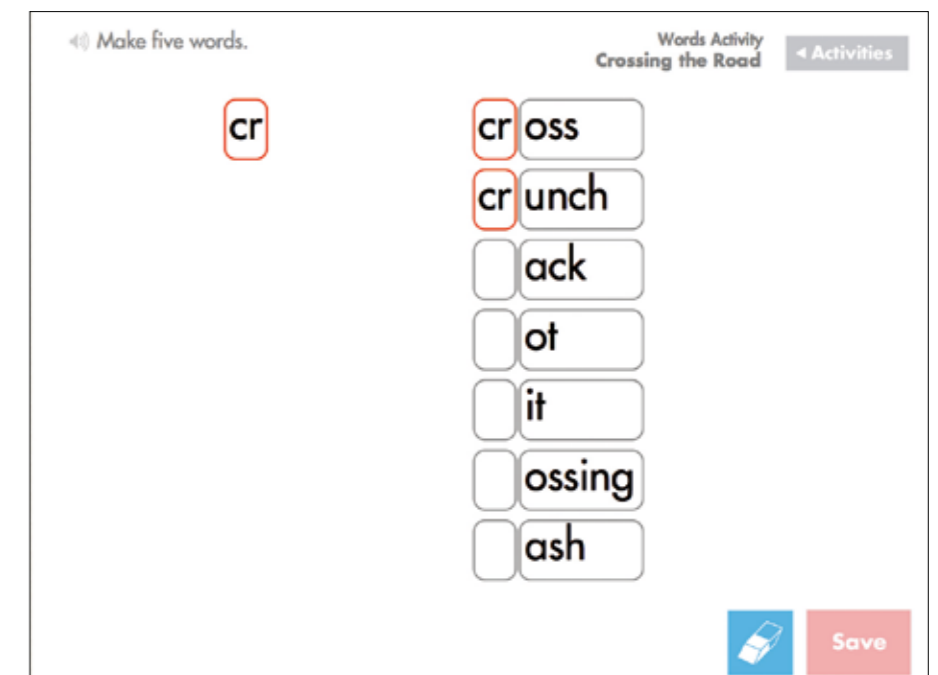 Make five words.
Words Activity
Crossing the Road
Activities
cr
cr oss
cr unch
ack
ot
it
ossing
ash
Save